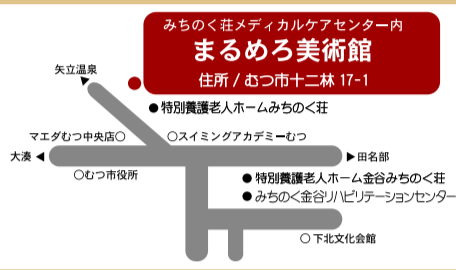 みちのく荘メディカルケアセンター内
まるめろ美術館
住所 / むつ市十二林 17-1
矢立温泉
●特別養護老人ホームみちのく荘
マエダむつ中央店○
○スイミングアカデミーむつ
大湊◀
▶田名部
○むつ市役所
●特別養護老人ホーム金谷みちのく荘
●みちのく金谷リハビリテーションセンター
○下北文化会館